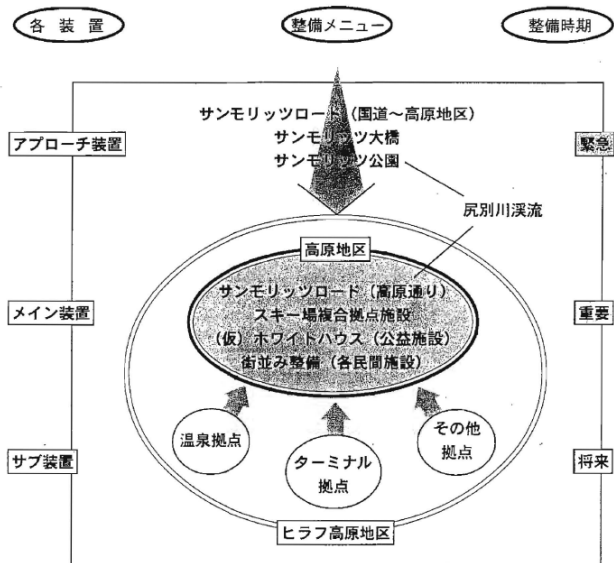 各装置
整備メニュー
整備時期
サンモリッツロード（国道～高原地区）
アプローチ装置
サンモリッツ大橋
緊急
サンモリッツ公園
尻別川渓流
高原地区
サンモリッツロード（高原通り）
メイン装置
スキー場複合拠点施設
重要
（仮）ホワイトハウス（公益施設）
街並み整備（各民間施設）
温泉拠点
ターミナル
拠点
その他
拠点
サブ装置
将来
ヒラフ高原地区